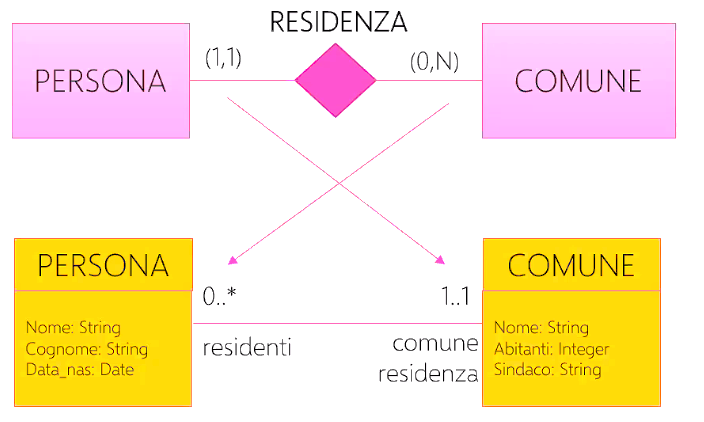 RESIDENZA
(1,1)
(0,N)
PERSONA
COMUNE
PERSONA
COMUNE
0..*
1..1
Nome: String
Cognome: String
Data_nas: Date
residenti
comune
residenza
Nome: String
Abitanti: Integer
Sindaco: String